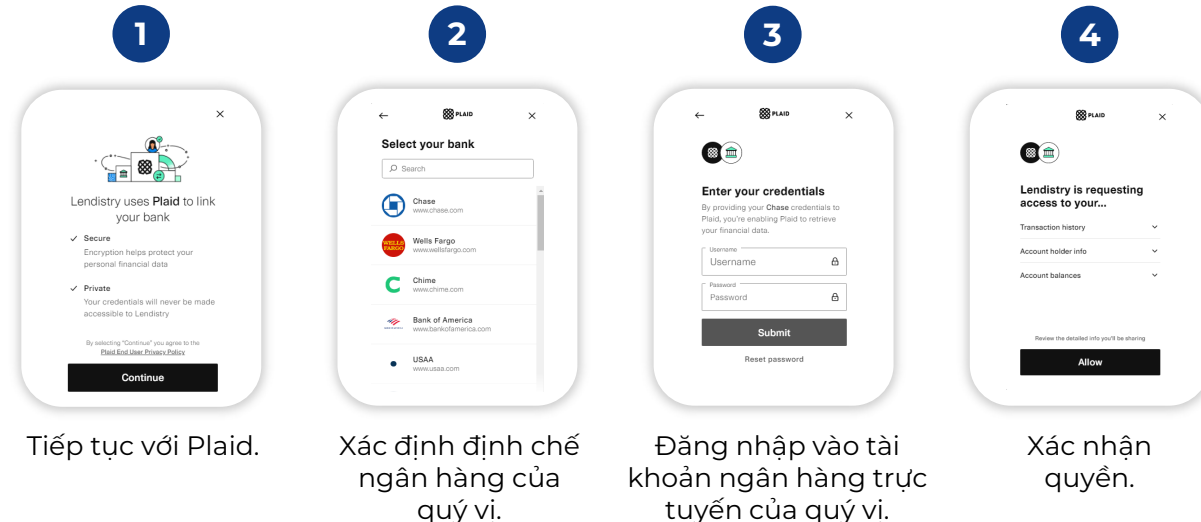 1
Lendistry uses Plaid to link
your bank
Secure
Encryption helps protect your
personal financial data
Private
Your credentials will never be made
accessible to Lendistry
By selecting "Continue" you agree to the
Plaid End User Privacy Policy
Continue
Tiếp tục với Plaid.
2
PLAID
Select your bank
Search
Chase
www.chase.com
WELLS
FARGO
Wells Fargo
www.wellsfargo.com
C
Chime
www.chime.com
Bank of America
www.bankofamerica.com
USAA
www.usaa.com
Xác định định chế
ngân hàng của
quý vi.
3
PLAID
Enter your credentials
By providing your Chase credentials to
Plaid, you're enabling Plaid to retrieve
your financial data.
Username
Username
Password
Password
Submit
Reset password
Đăng nhập vào tài
khoản ngân hàng trực
tuyến của quý vi.
4
PLAID
Lendistry is requesting
access to your...
Transaction history
Account holder info
Account balances
Review the detailed info you'll be sharing
Allow
Xác nhận
quyền.